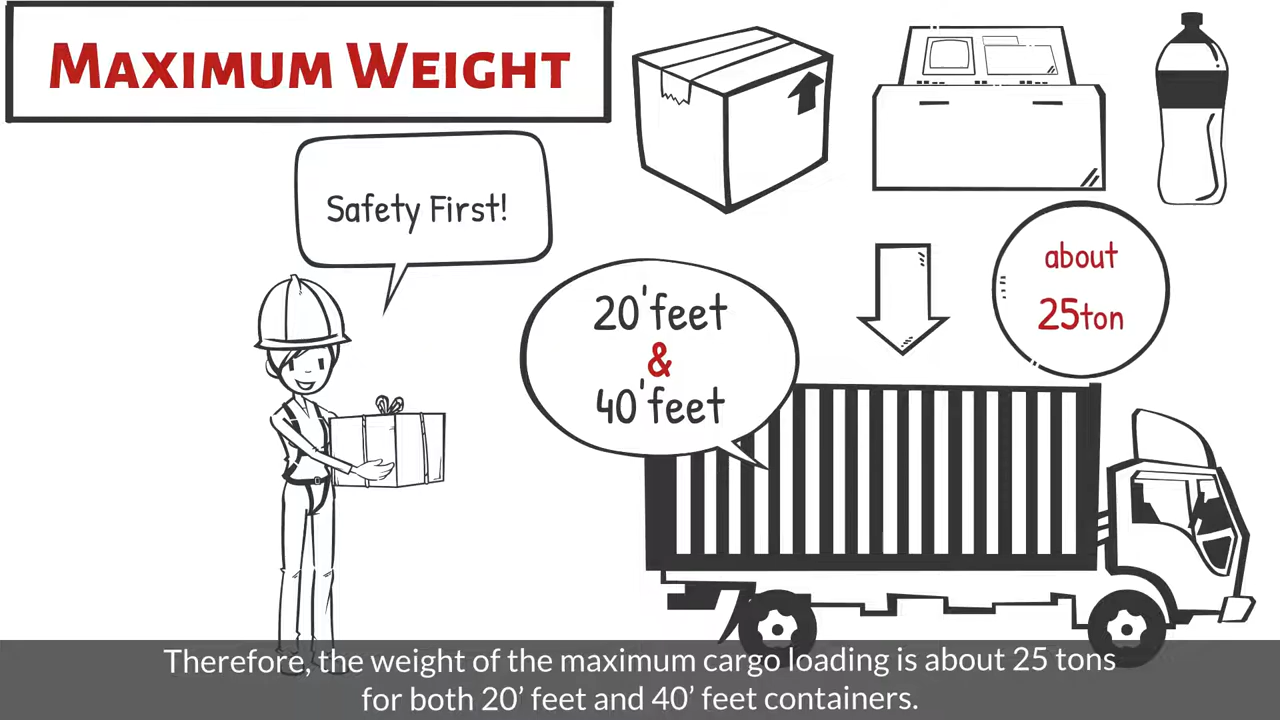 MAXIMUM WEIGHT
Safety First!
about
25ton
20'feet
&
40'feet
Therefore, the weight of the maximum cargo loading is about 25 tons
for both 20’ feet and 40’ feet containers.